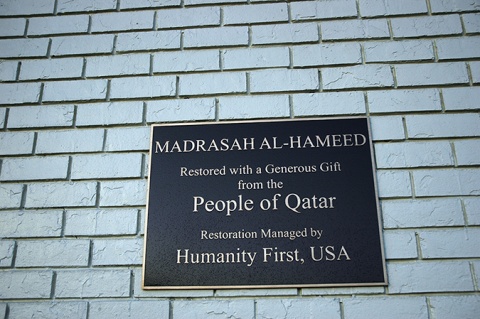 MADRASAH AL-HAMEED
Restored with a Generous Gift
from the
People of Qatar
Restoration Managed by
Humanity First, USA